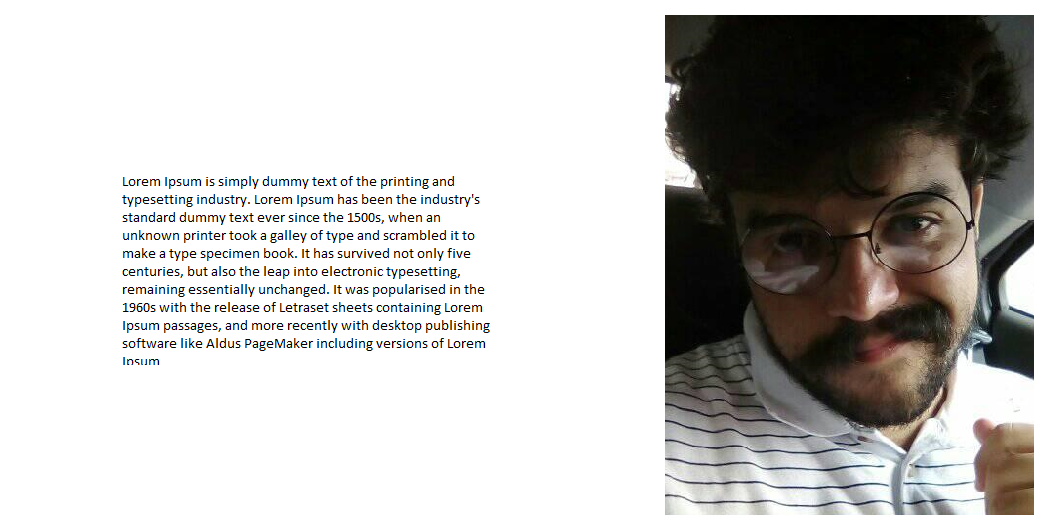 Lorem Ipsum is simply dummy text of the printing and
typesetting industry. Lorem Ipsum has been the industry's
standard dummy text ever since the 1500s, when an
unknown printer took a galley of type and scrambled it to
make a type specimen book. It has survived not only five
centuries, but also the leap into electronic typesetting,
remaining essentially unchanged. It was popularised in the
1960s with the release of Letraset sheets containing Lorem
Ipsum passages, and more recently with desktop publishing
software like Aldus PageMaker including versions of Lorem
Ipsum